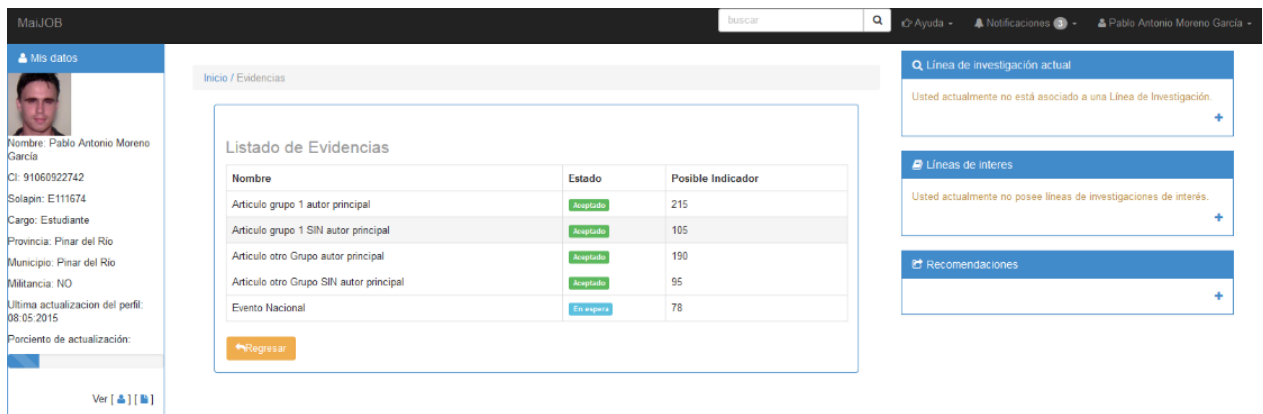 MaiJOB
buscar
Ayuda
Notificaciones 3
Pablo Antonio Moreno García
Mis datos
Nombre: Pablo Antonio Moreno
García
CI: 91060922742
Solapin: E111674
Cargo: Estudiante
Provincia: Pinar del Río
Municipio: Pinar del Río
Militancia: NO
Ultima actualizacion del perfil:
08:05:2015
Porciento de actualización:
Ver [ ] [ ]
Inicio / Evidencias
Listado de Evidencias
Nombre Estado Posible Indicador
Articulo grupo 1 autor principal Aceptado 215
Articulo grupo 1 SIN autor principal Aceptado 105
Articulo otro Grupo autor principal Aceptado 190
Articulo otro Grupo SIN autor principal Aceptado 95
Evento Nacional En espera 78
Regresar
Línea de investigación actual
Usted actualmente no está asociado a una Línea de Investigación.
+
Líneas de interes
Usted actualmente no posee líneas de investigaciones de interés.
+
Recomendaciones
+